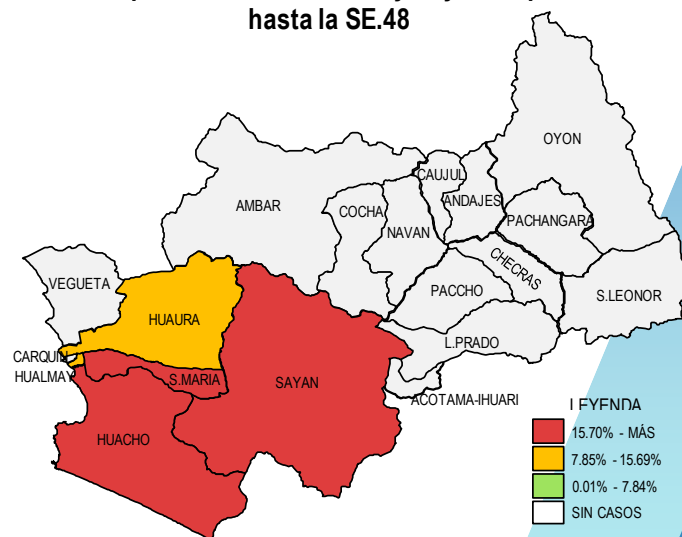 hasta la SE.48
OYON
CAUJUL
ANDAJES
AMBAR
COCHA
PACHANGARA
NAVAN
CHECRAS
VEGUETA
PACCHO
S.LEONOR
HUAURA
L.PRADO
CARQUIN
HUALMAY
S.MARIA
SAYAN
ACOTAMA-IHUARI
HUACHO
LEYENDA
15.70% - MÁS
7.85% - 15.69%
0.01% - 7.84%
SIN CASOS